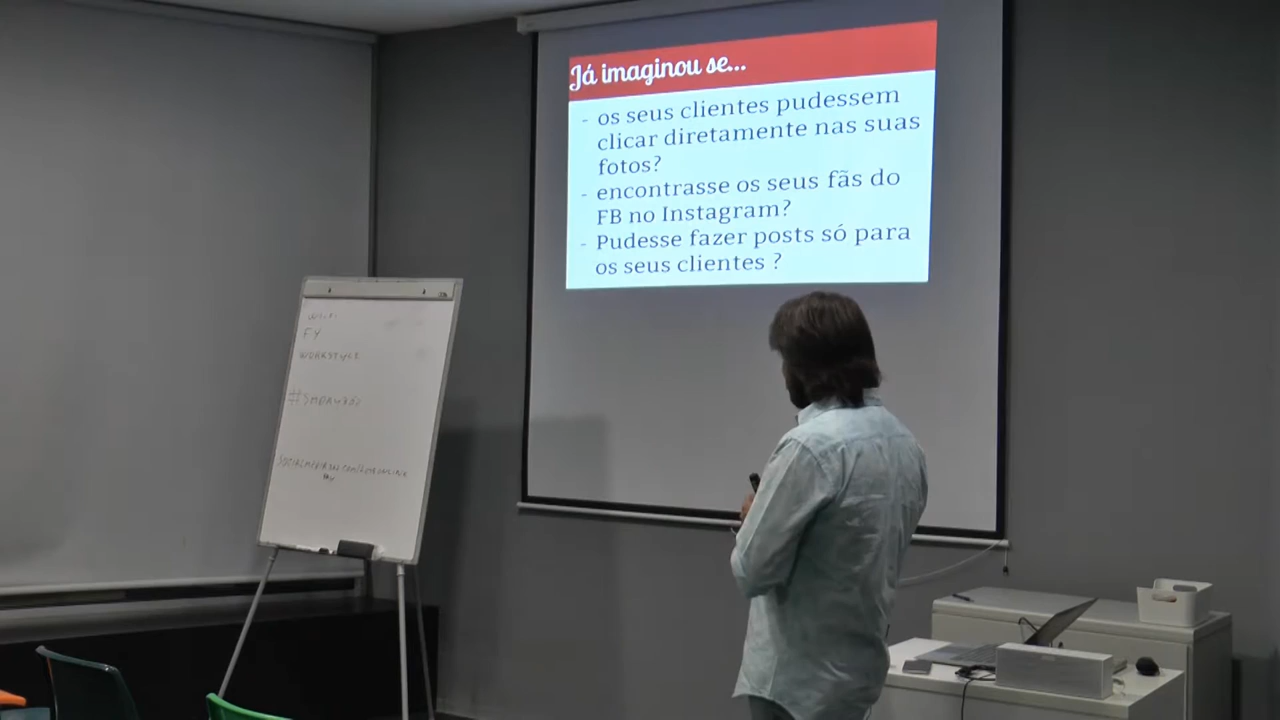 Já imaginou se...
- os seus clientes pudessem
clicar diretamente nas suas
fotos?
- encontrasse os seus fãs do
FB no Instagram?
- Pudesse fazer posts só para
os seus clientes ?
WORKSTYLE